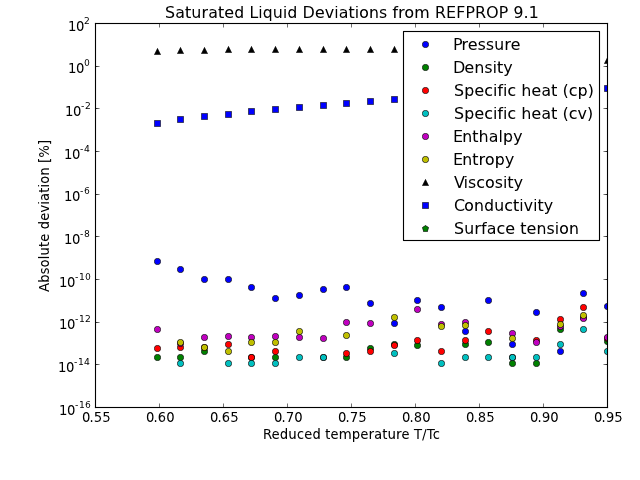 Saturated Liquid Deviations from REFPROP 9.1
Absolute deviation [%]
10^2
10^0
10^-2
10^-4
10^-6
10^-8
10^-10
10^-12
10^-14
10^-16
Pressure
Density
Specific heat (cp)
Specific heat (cv)
Enthalpy
Entropy
Viscosity
Conductivity
Surface tension
0.55 0.60 0.65 0.70 0.75 0.80 0.85 0.90 0.95
Reduced temperature T/Tc